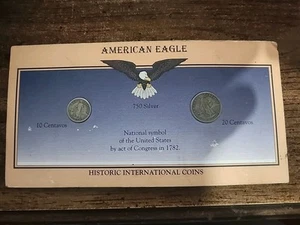 AMERICAN EAGLE
.750 Silver
10 Centavos
20 Centavos
National symbol
of the United States
by act of Congress in 1782.
HISTORIC INTERNATIONAL COINS